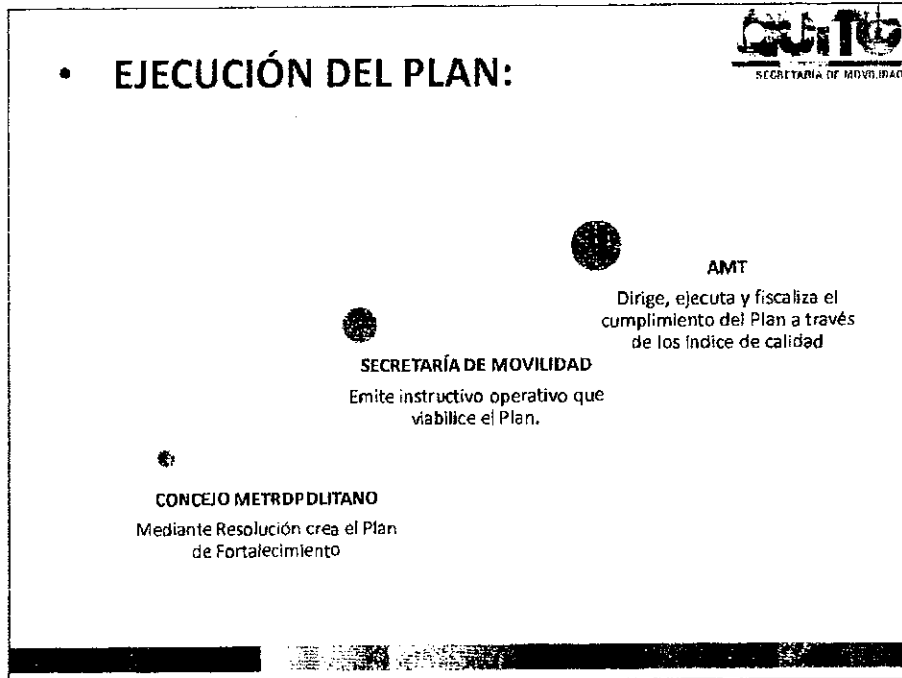 • EJECUCIÓN DEL PLAN:
QUITO
SECRETARÍA DE MOVILIDAD
AMT
Dirige, ejecuta y fiscaliza el
cumplimiento del Plan a través
de los índice de calidad
SECRETARÍA DE MOVILIDAD
Emite instructivo operativo que
viabilice el Plan.
CONCEJO METROPOLITANO
Mediante Resolución crea el Plan
de Fortalecimiento